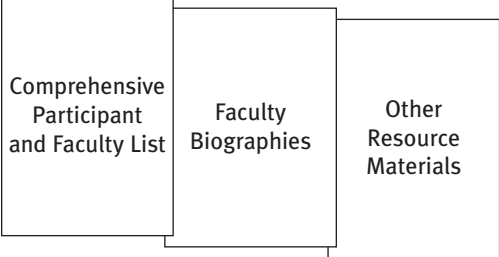 Comprehensive
Participant
and Faculty List
Faculty
Biographies
Other
Resource
Materials